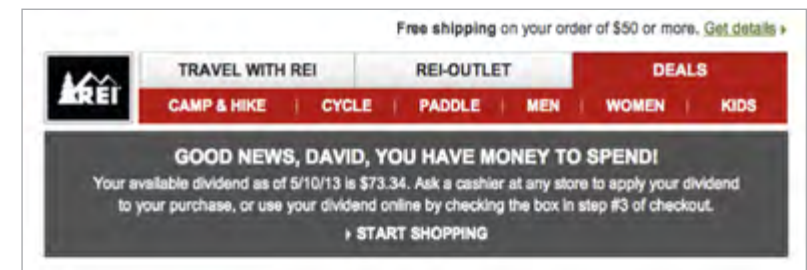 Free shipping on your order of $50 or more. Get details ›
REI
TRAVEL WITH REI REI-OUTLET DEALS
CAMP & HIKE | CYCLE | PADDLE | MEN | WOMEN | KIDS
GOOD NEWS, DAVID, YOU HAVE MONEY TO SPEND!
Your available dividend as of 5/10/13 is $73.34. Ask a cashier at any store to apply your dividend
to your purchase, or use your dividend online by checking the box in step #3 of checkout.
› START SHOPPING